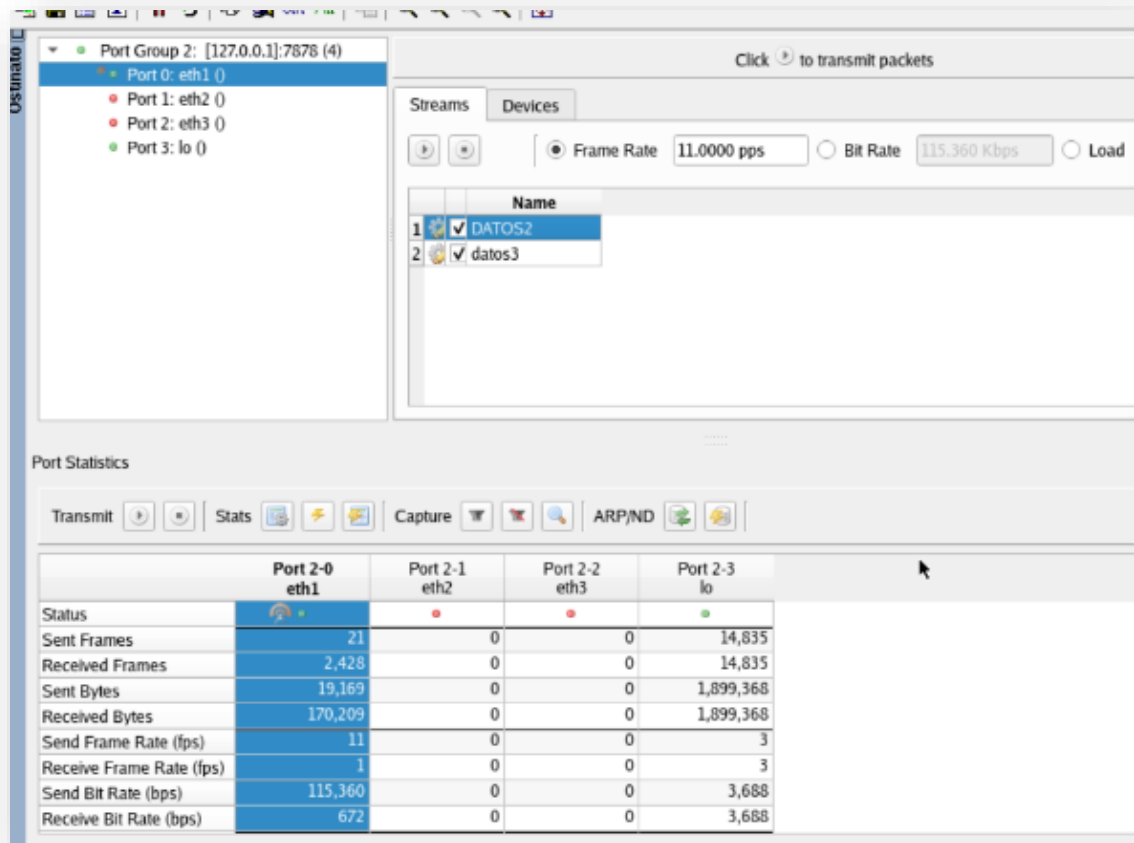 Ostinato
Port Group 2: [127.0.0.1]:7878 (4)
Port 0: eth1 ()
Port 1: eth2 ()
Port 2: eth3 ()
Port 3: lo ()
Click to transmit packets
Streams Devices
Frame Rate 11.0000 pps Bit Rate 115.360 Kbps Load
Name
1 DATOS2
2 datos3
Port Statistics
Transmit Stats Capture ARP/ND
Port 2-0 Port 2-1 Port 2-2 Port 2-3
eth1 eth2 eth3 lo
Status
Sent Frames 21 0 0 14,835
Received Frames 2,428 0 0 14,835
Sent Bytes 19,169 0 0 1,899,368
Received Bytes 170,209 0 0 1,899,368
Send Frame Rate (fps) 11 0 0 3
Receive Frame Rate (fps) 1 0 0 3
Send Bit Rate (bps) 115,360 0 0 3,688
Receive Bit Rate (bps) 672 0 0 3,688